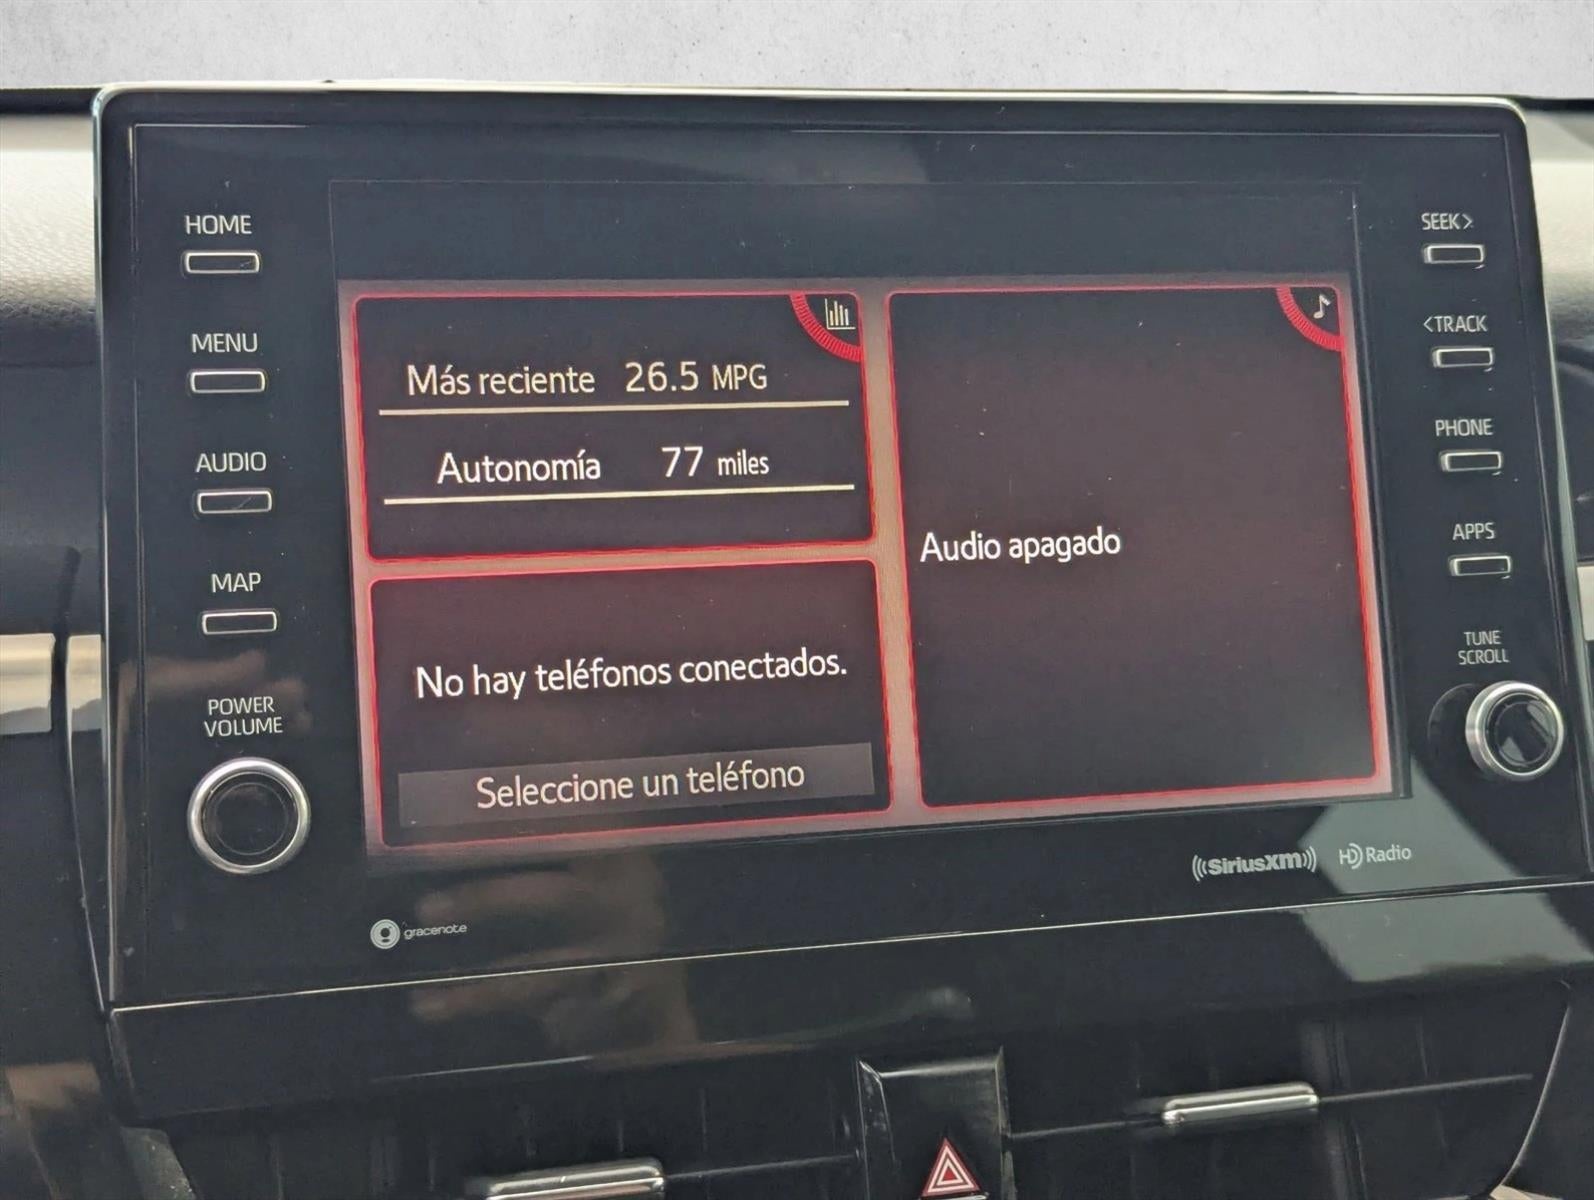 HOME
MENU
AUDIO
MAP
POWER
VOLUME
Más reciente 26.5 MPG
Autonomía 77 miles
No hay teléfonos conectados.
Seleccione un teléfono
Audio apagado
SEEK>
<TRACK
PHONE
APPS
TUNE
SCROLL
gracenote
((SiriusXM))
HD Radio